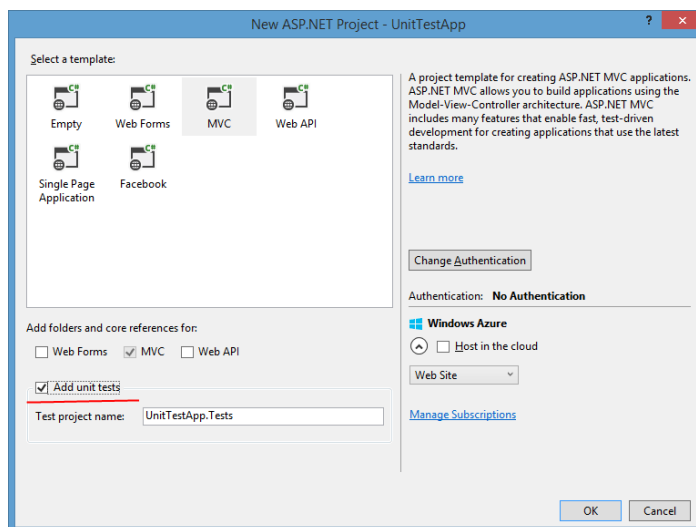 New ASP.NET Project - UnitTestApp
?
Select a template:
Empty
Web Forms
MVC
Web API
Single Page
Application
Facebook
A project template for creating ASP.NET MVC applications.
ASP.NET MVC allows you to build applications using the
Model-View-Controller architecture. ASP.NET MVC
includes many features that enable fast, test-driven
development for creating applications that use the latest
standards.
Learn more
Change Authentication
Authentication: No Authentication
Windows Azure
Host in the cloud
Web Site
Manage Subscriptions
Add folders and core references for:
Web Forms
MVC
Web API
Add unit tests
Test project name: UnitTestApp.Tests
OK
Cancel